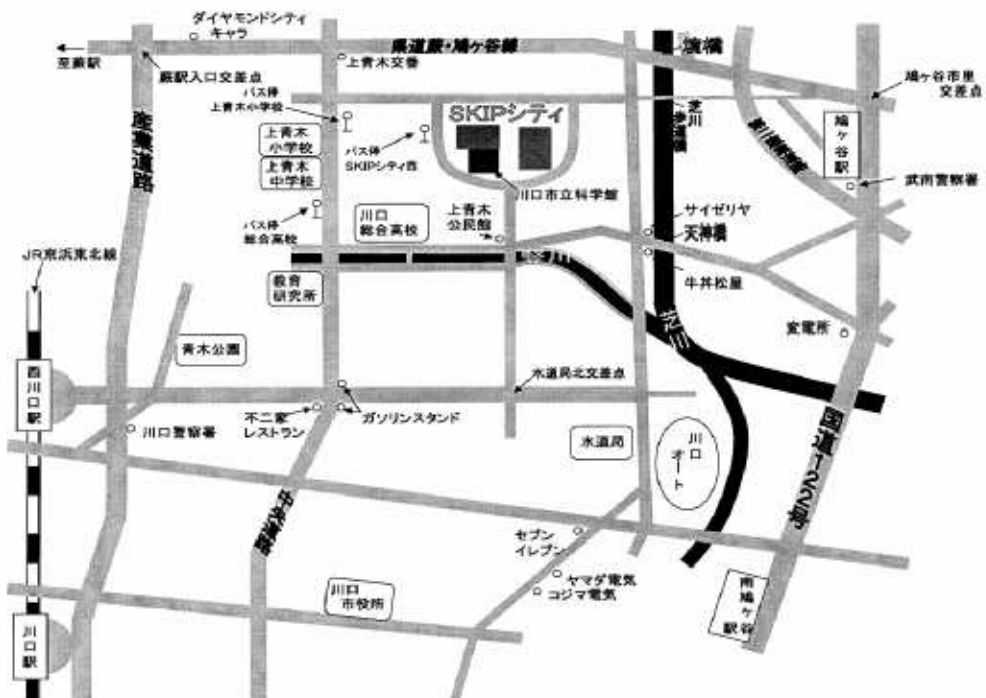 ダイヤモンドシティ
キャラ
県道蕨・鳩ヶ谷線
至蕨駅
蕨駅入口交差点
上青木交番
鳩ヶ谷市里
交差点
バス停
上青木小学校
SKIPシティ
芝川
歩道橋
産業道路
上青木
小学校
バス停
SKIPシティ西
鳩ヶ谷駅
上青木
中学校
武南警察署
川口市立科学館
バス停
総合高校
川口
総合高校
上青木
公民館
サイゼリヤ
天神橋
JR京浜東北線
教育
研究所
牛丼松屋
芝川
変電所
青木公園
西川口駅
水道局北交差点
不二家
レストラン
ガソリンスタンド
川口警察署
水道局
川口
オート
国道122号
セブン
イレブン
ヤマダ電気
コジマ電気
川口
市役所
南鳩ヶ谷駅
川口駅